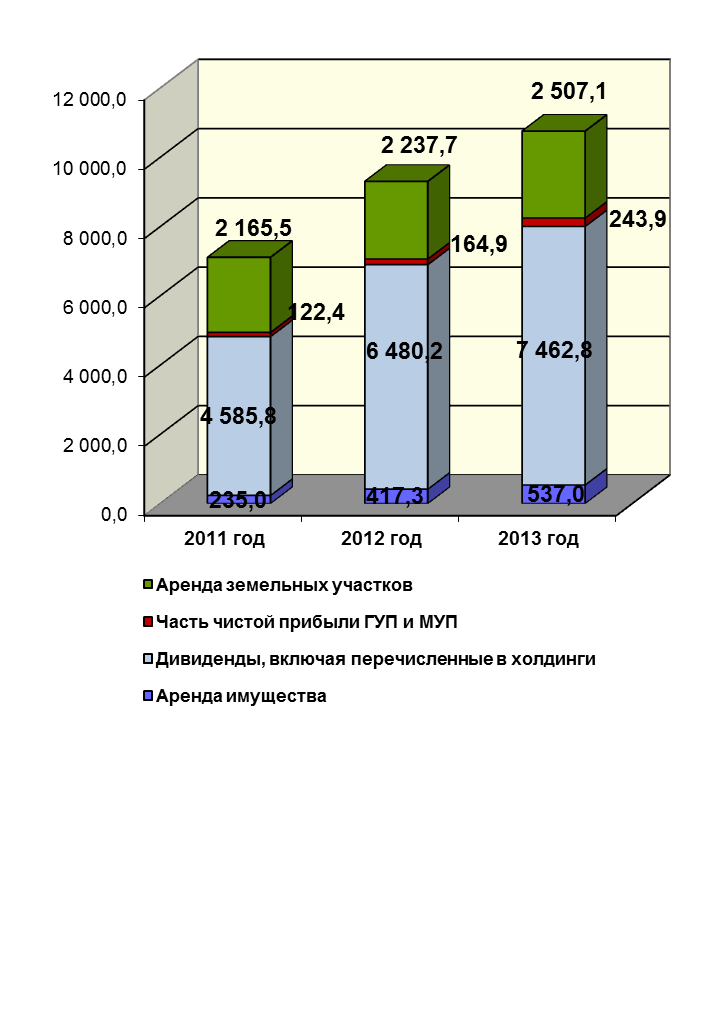 12 000,0
10 000,0
8 000,0
6 000,0
4 000,0
2 000,0
0,0
2 165,5
122,4
4 585,8
235,0
2 237,7
164,9
6 480,2
417,3
2 507,1
243,9
7 462,8
537,0
2011 год
2012 год
2013 год
Аренда земельных участков
Часть чистой прибыли ГУП и МУП
Дивиденды, включая перечисленные в холдинги
Аренда имущества